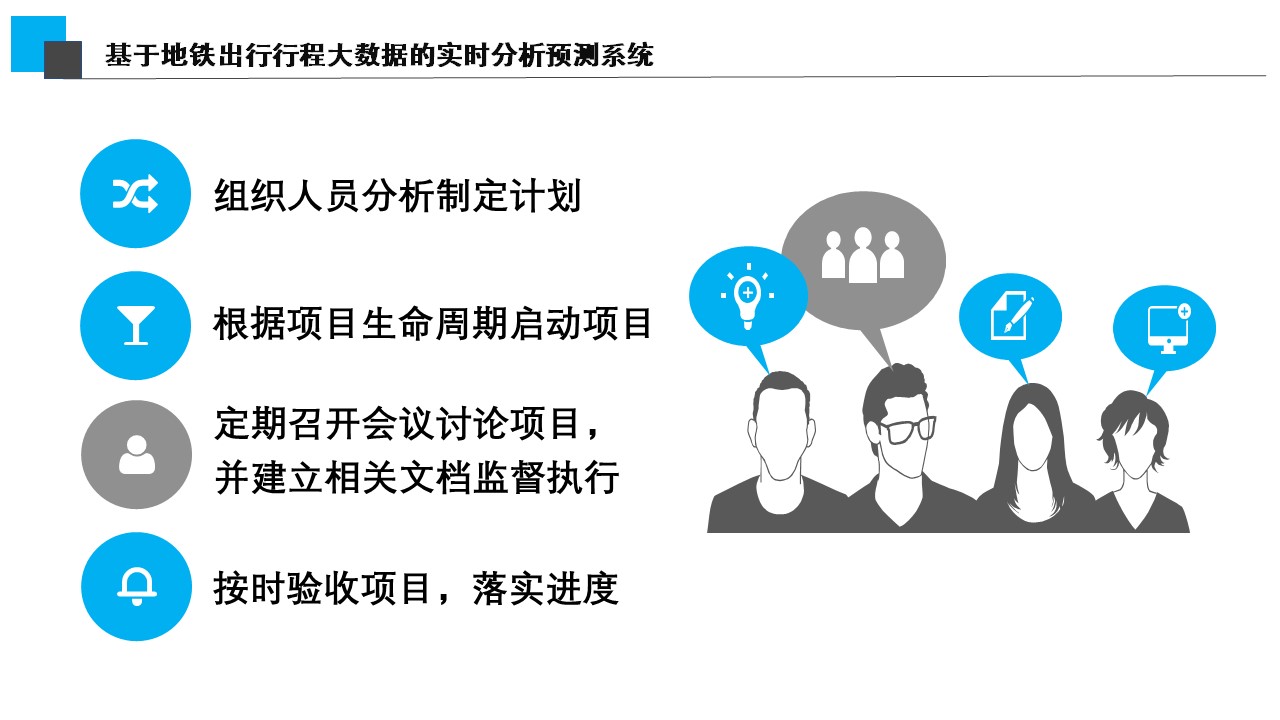 基于地铁出行行程大数据的实时分析预测系统
组织人员分析制定计划
根据项目生命周期启动项目
定期召开会议讨论项目，
并建立相关文档监督执行
按时验收项目，落实进度